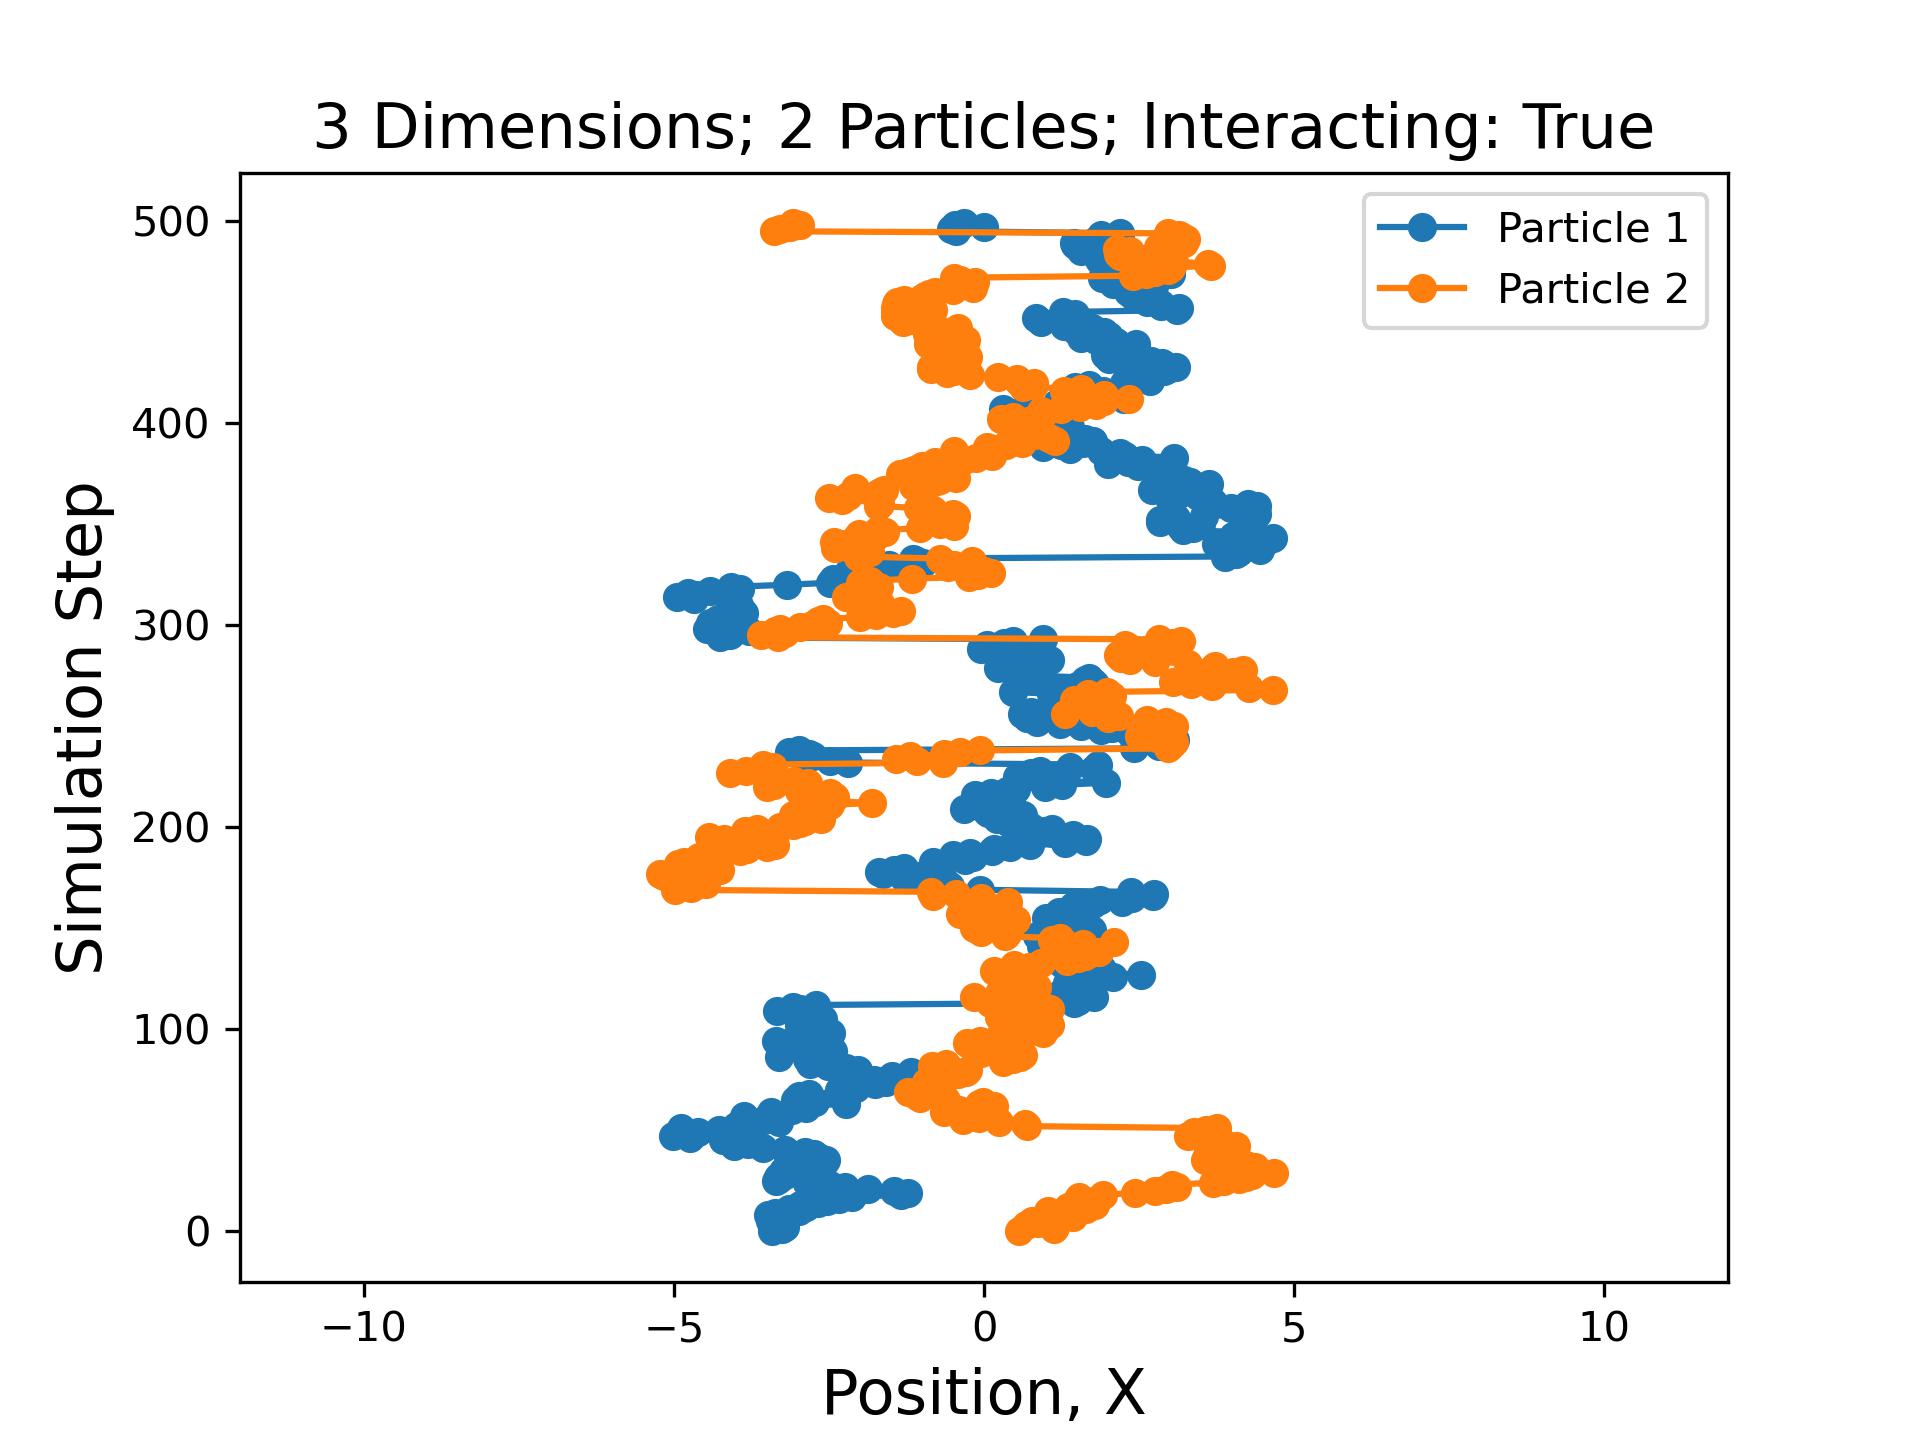 3 Dimensions; 2 Particles; Interacting: True
Particle 1
Particle 2
Simulation Step
500
400
300
200
100
0
−10
−5
0
5
10
Position, X